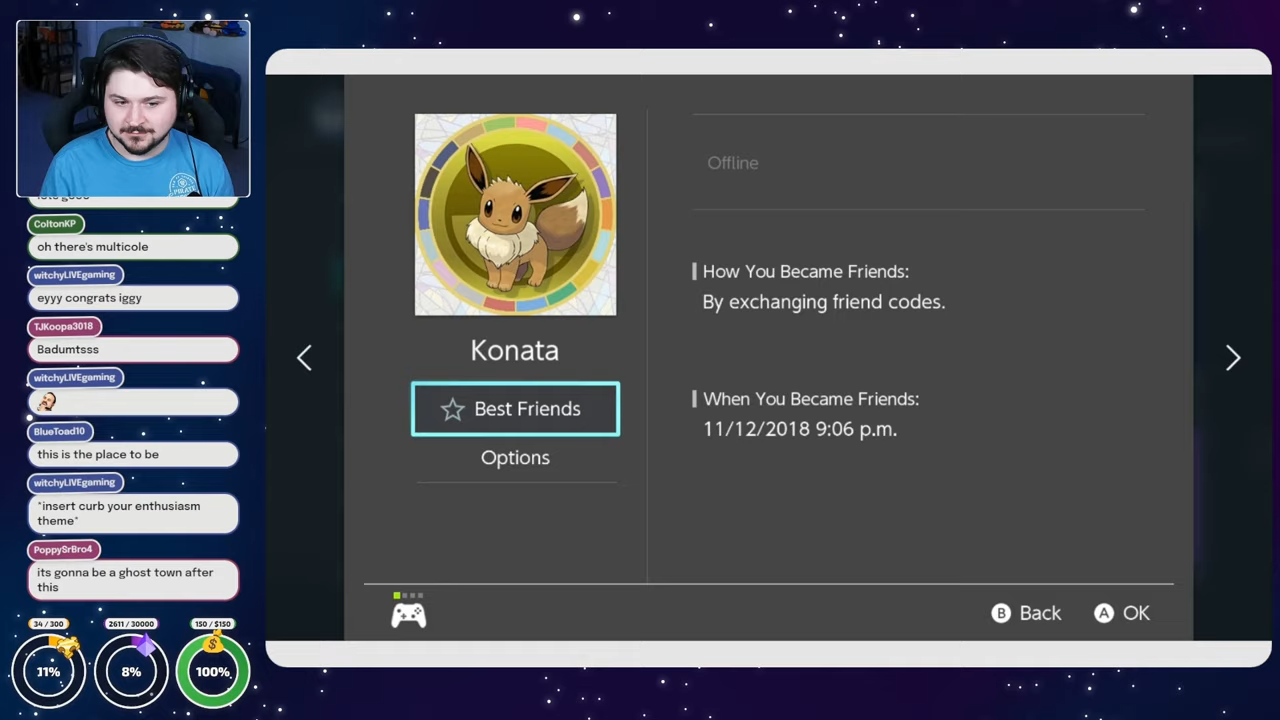 ColtonKP
oh there's multicole
witchyLIVEgaming
eyyy congrats iggy
TJKoopa3018
Badumtsss
witchyLIVEgaming
BlueToad10
this is the place to be
witchyLIVEgaming
*insert curb your enthusiasm
theme*
PoppySrBro4
its gonna be a ghost town after
this
34 / 300
2611 / 30000
150 / $150
11%
8%
100%
Konata
Best Friends
Options
Offline
How You Became Friends:
By exchanging friend codes.
When You Became Friends:
11/12/2018 9:06 p.m.
B Back
A OK